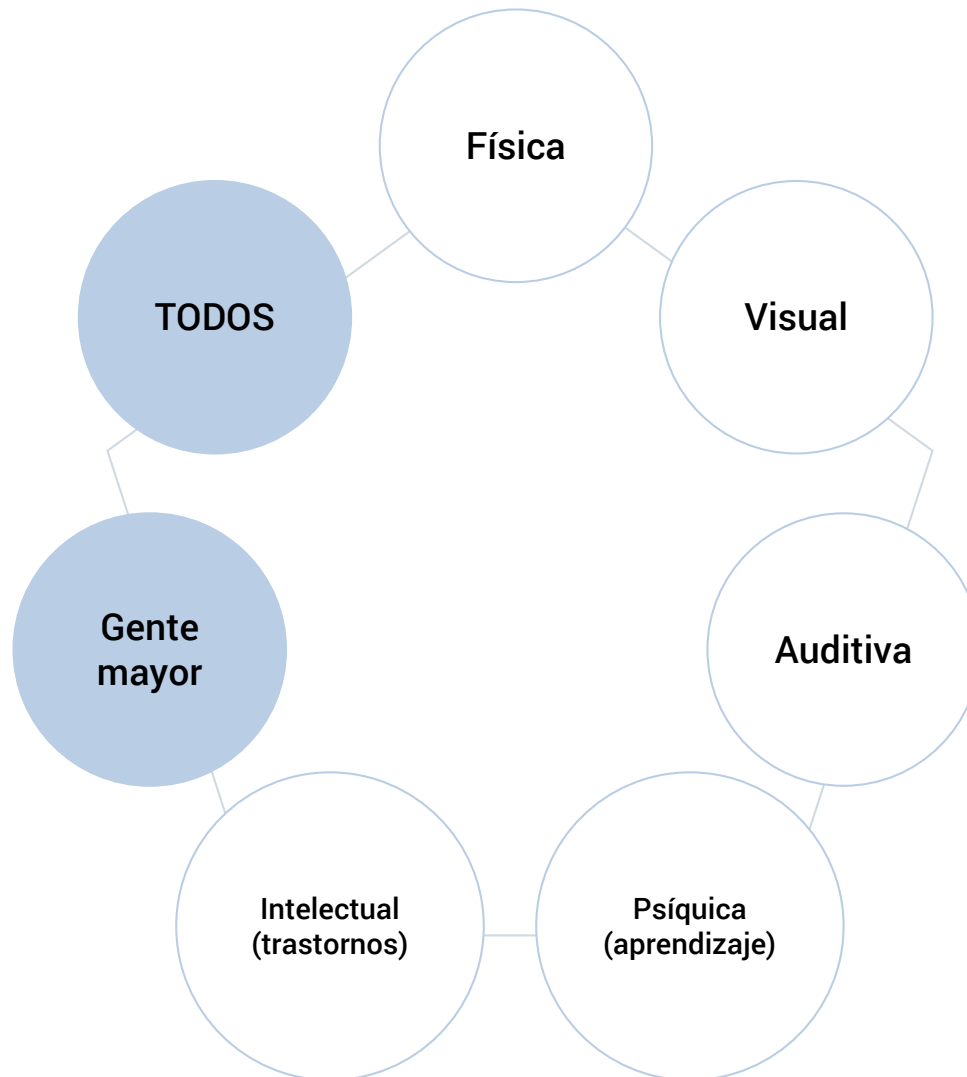 Física
TODOS
Visual
Gente
mayor
Auditiva
Intelectual
(trastornos)
Psíquica
(aprendizaje)